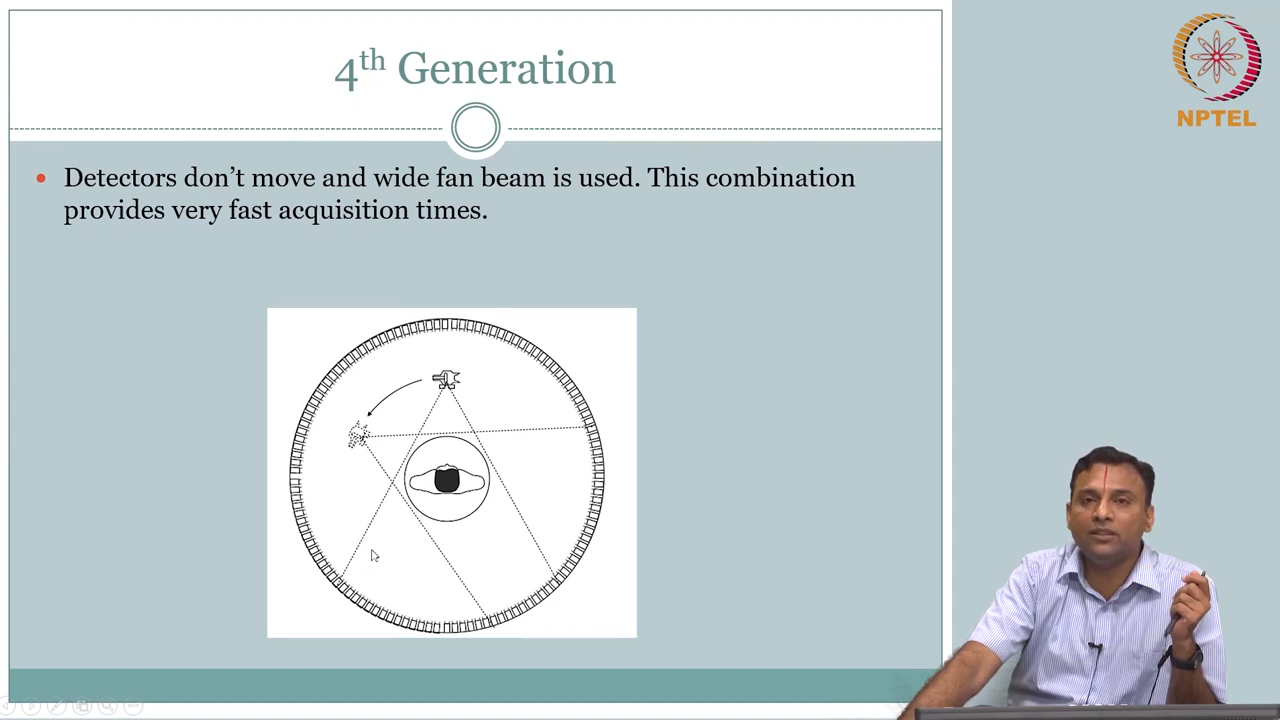 4th Generation
NPTEL
• Detectors don't move and wide fan beam is used. This combination
provides very fast acquisition times.